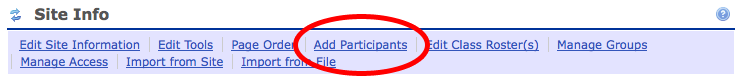 Site Info
Edit Site Information | Edit Tools | Page Order | Add Participants | Edit Class Roster(s) | Manage Groups
Manage Access | Import from Site | Import from File